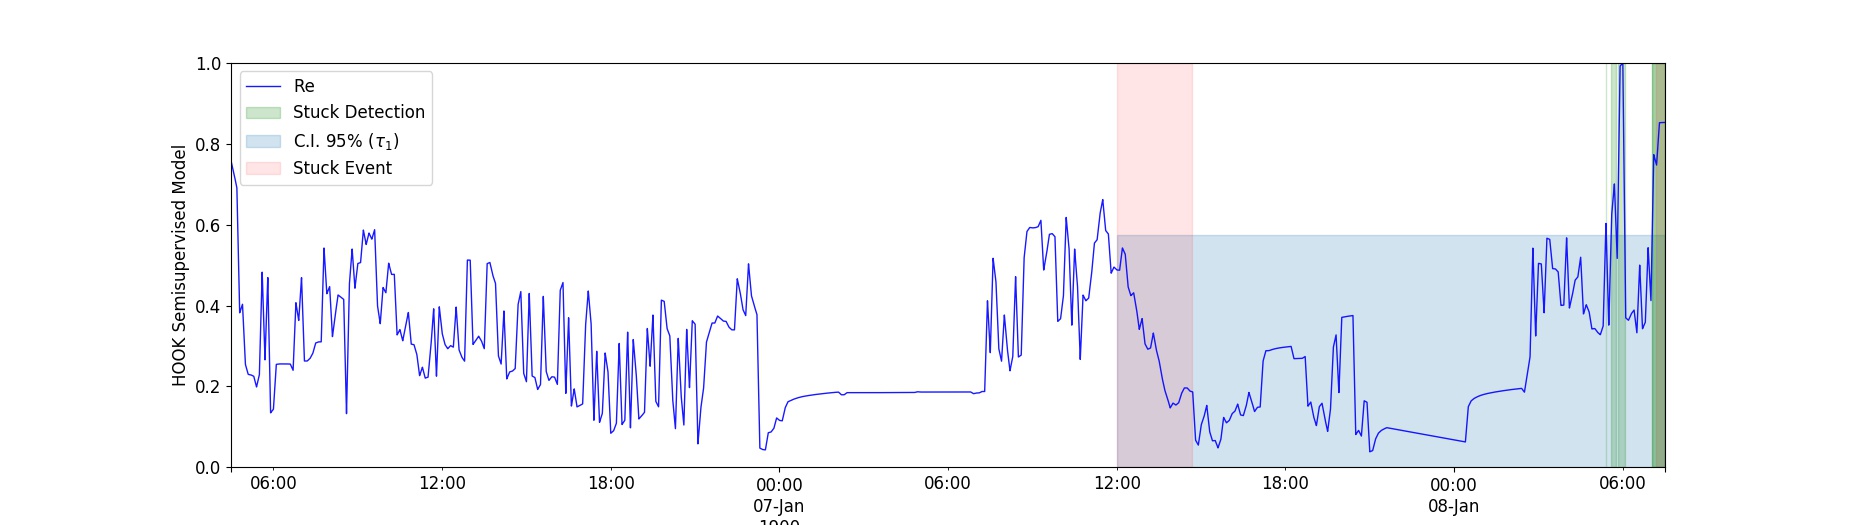 HOOK Semisupervised Model
1.0
0.8
0.6
0.4
0.2
0.0
Re
Stuck Detection
C.I. 95% (τ₁)
Stuck Event
06:00 12:00 18:00 00:00 06:00 12:00 18:00 00:00 06:00
07-Jan 08-Jan
1900